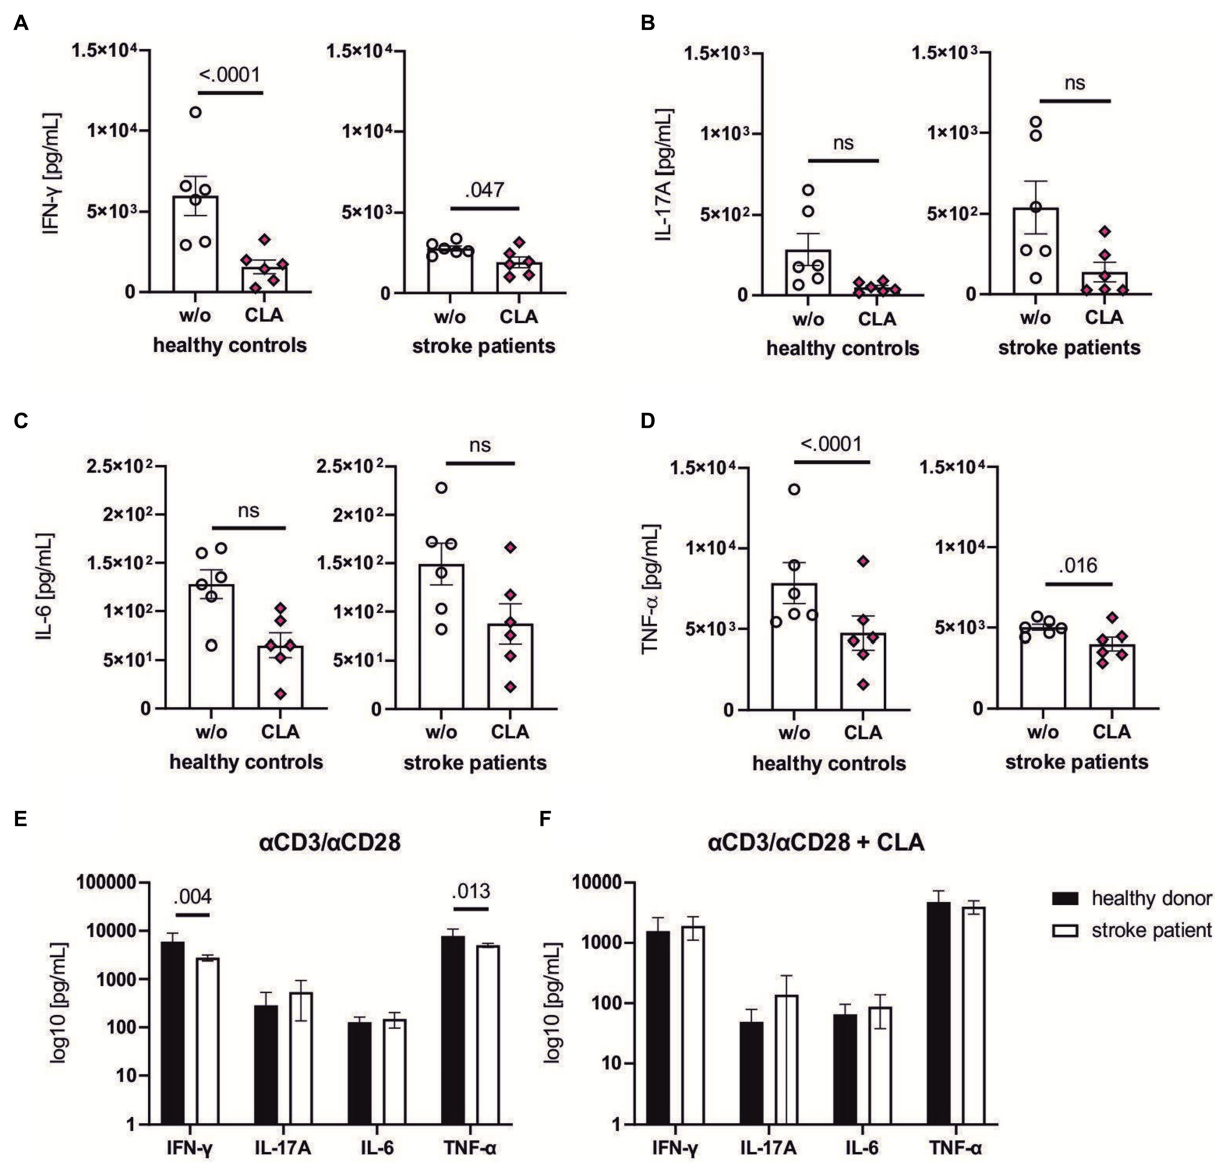 A
IFN-γ [pg/mL]
1.5×10⁴
1×10⁴
5×10³
0
<.0001
w/o CLA
healthy controls
1.5×10⁴
1×10⁴
5×10³
0
.047
w/o CLA
stroke patients
B
IL-17A [pg/mL]
1.5×10³
1×10³
5×10²
0
ns
w/o CLA
healthy controls
1.5×10³
1×10³
5×10²
0
ns
w/o CLA
stroke patients
C
IL-6 [pg/mL]
2.5×10²
2×10²
1.5×10²
1×10²
5×10¹
0
ns
w/o CLA
healthy controls
2.5×10²
2×10²
1.5×10²
1×10²
5×10¹
0
ns
w/o CLA
stroke patients
D
TNF-α [pg/mL]
1.5×10⁴
1×10⁴
5×10³
0
<.0001
w/o CLA
healthy controls
1.5×10⁴
1×10⁴
5×10³
0
.016
w/o CLA
stroke patients
E
αCD3/αCD28
log10 [pg/mL]
100000
10000
1000
100
10
1
.004
.013
IFN-γ IL-17A IL-6 TNF-α
F
αCD3/αCD28 + CLA
log10 [pg/mL]
10000
1000
100
10
1
IFN-γ IL-17A IL-6 TNF-α
healthy donor
stroke patient